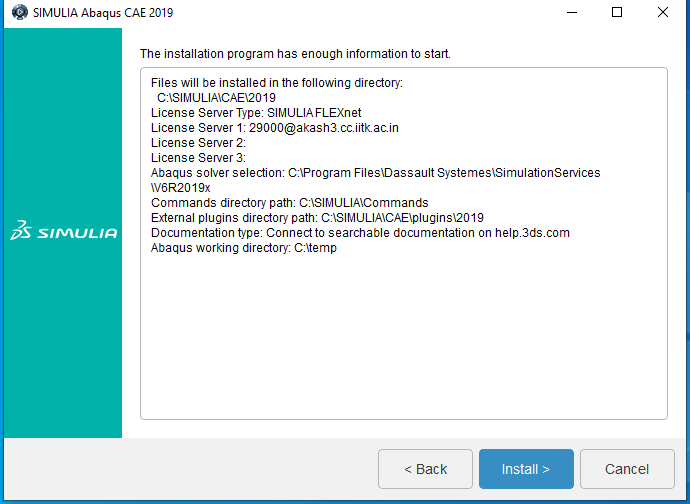 SIMULIA Abaqus CAE 2019
The installation program has enough information to start.
Files will be installed in the following directory:
C:\SIMULIA\CAE\2019
License Server Type: SIMULIA FLEXnet
License Server 1: 29000@akash3.cc.iitk.ac.in
License Server 2:
License Server 3:
Abaqus solver selection: C:\Program Files\Dassault Systemes\SimulationServices
\V6R2019x
Commands directory path: C:\SIMULIA\Commands
External plugins directory path: C:\SIMULIA\CAE\plugins\2019
Documentation type: Connect to searchable documentation on help.3ds.com
Abaqus working directory: C:\temp
SIMULIA
< Back
Install >
Cancel